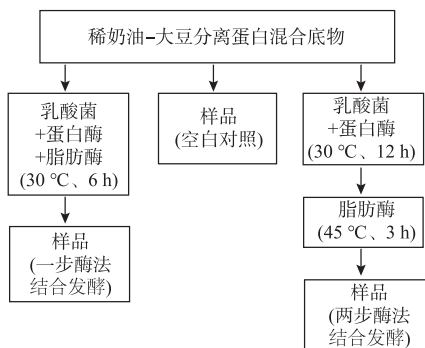 稀奶油–大豆分离蛋白混合底物
乳酸菌
+蛋白酶
+脂肪酶
(30 ℃、6 h)
样品
(一步酶法
结合发酵)
样品
(空白对照)
乳酸菌
+蛋白酶
(30 ℃、12 h)
脂肪酶
(45 ℃、3 h)
样品
(两步酶法
结合发酵)